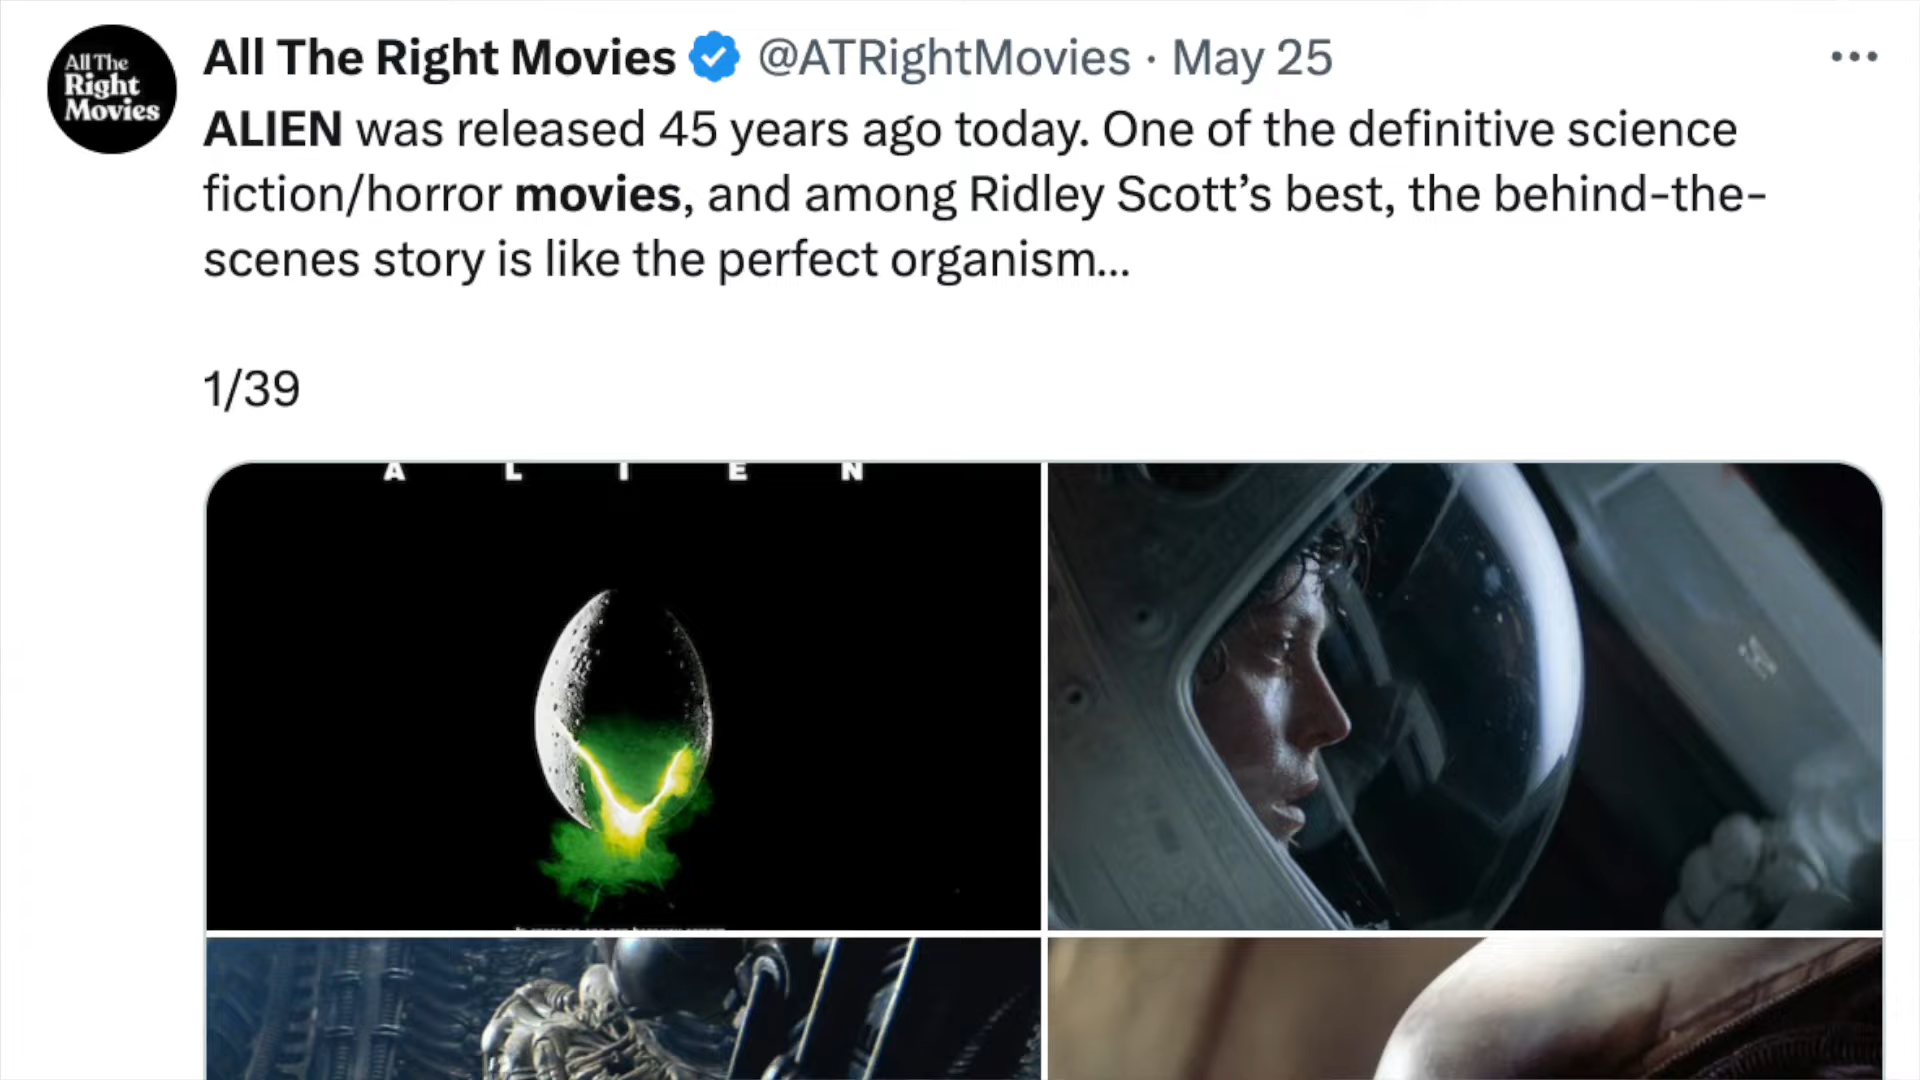 All The
Right
Movies
All The Right Movies @ATRightMovies · May 25
ALIEN was released 45 years ago today. One of the definitive science
fiction/horror movies, and among Ridley Scott’s best, the behind-the-
scenes story is like the perfect organism...
1/39
A L I E N